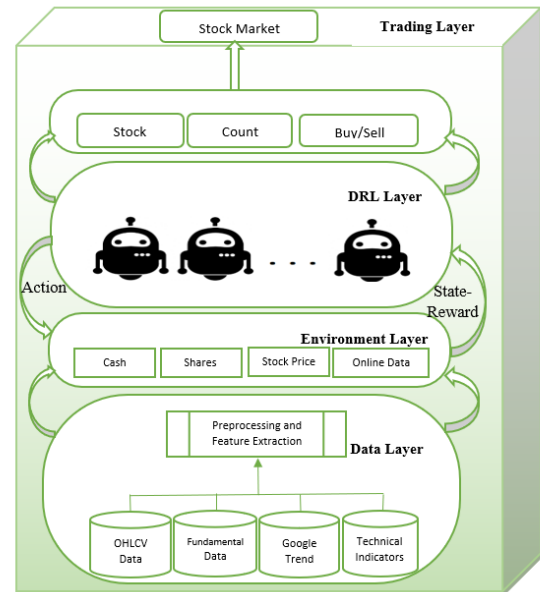 Stock Market
Trading Layer
Stock
Count
Buy/Sell
DRL Layer
Action
State-
Reward
Environment Layer
Cash
Shares
Stock Price
Online Data
Preprocessing and
Feature Extraction
Data Layer
OHLCV
Data
Fundamental
Data
Google
Trend
Technical
Indicators